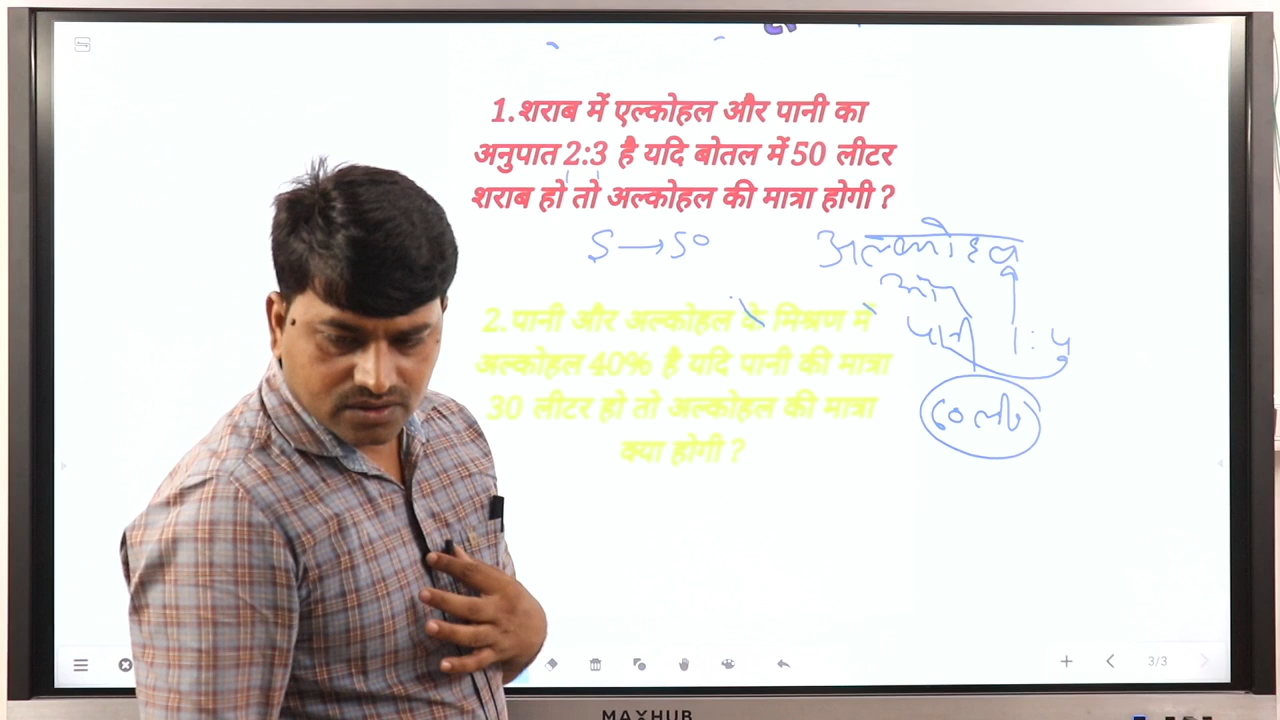 1.शराब में एल्कोहल और पानी का
अनुपात 2:3 है यदि बोतल में 50 लीटर
शराब हो तो अल्कोहल की मात्रा होगी ?
5 → 50
अल्कोहल
और
पानी 1:5
60 ली०
2.पानी और अल्कोहल के मिश्रण में
अल्कोहल 40% है यदि पानी की मात्रा
30 लीटर हो तो अल्कोहल की मात्रा
क्या होगी ?
3/3
MAXHUB